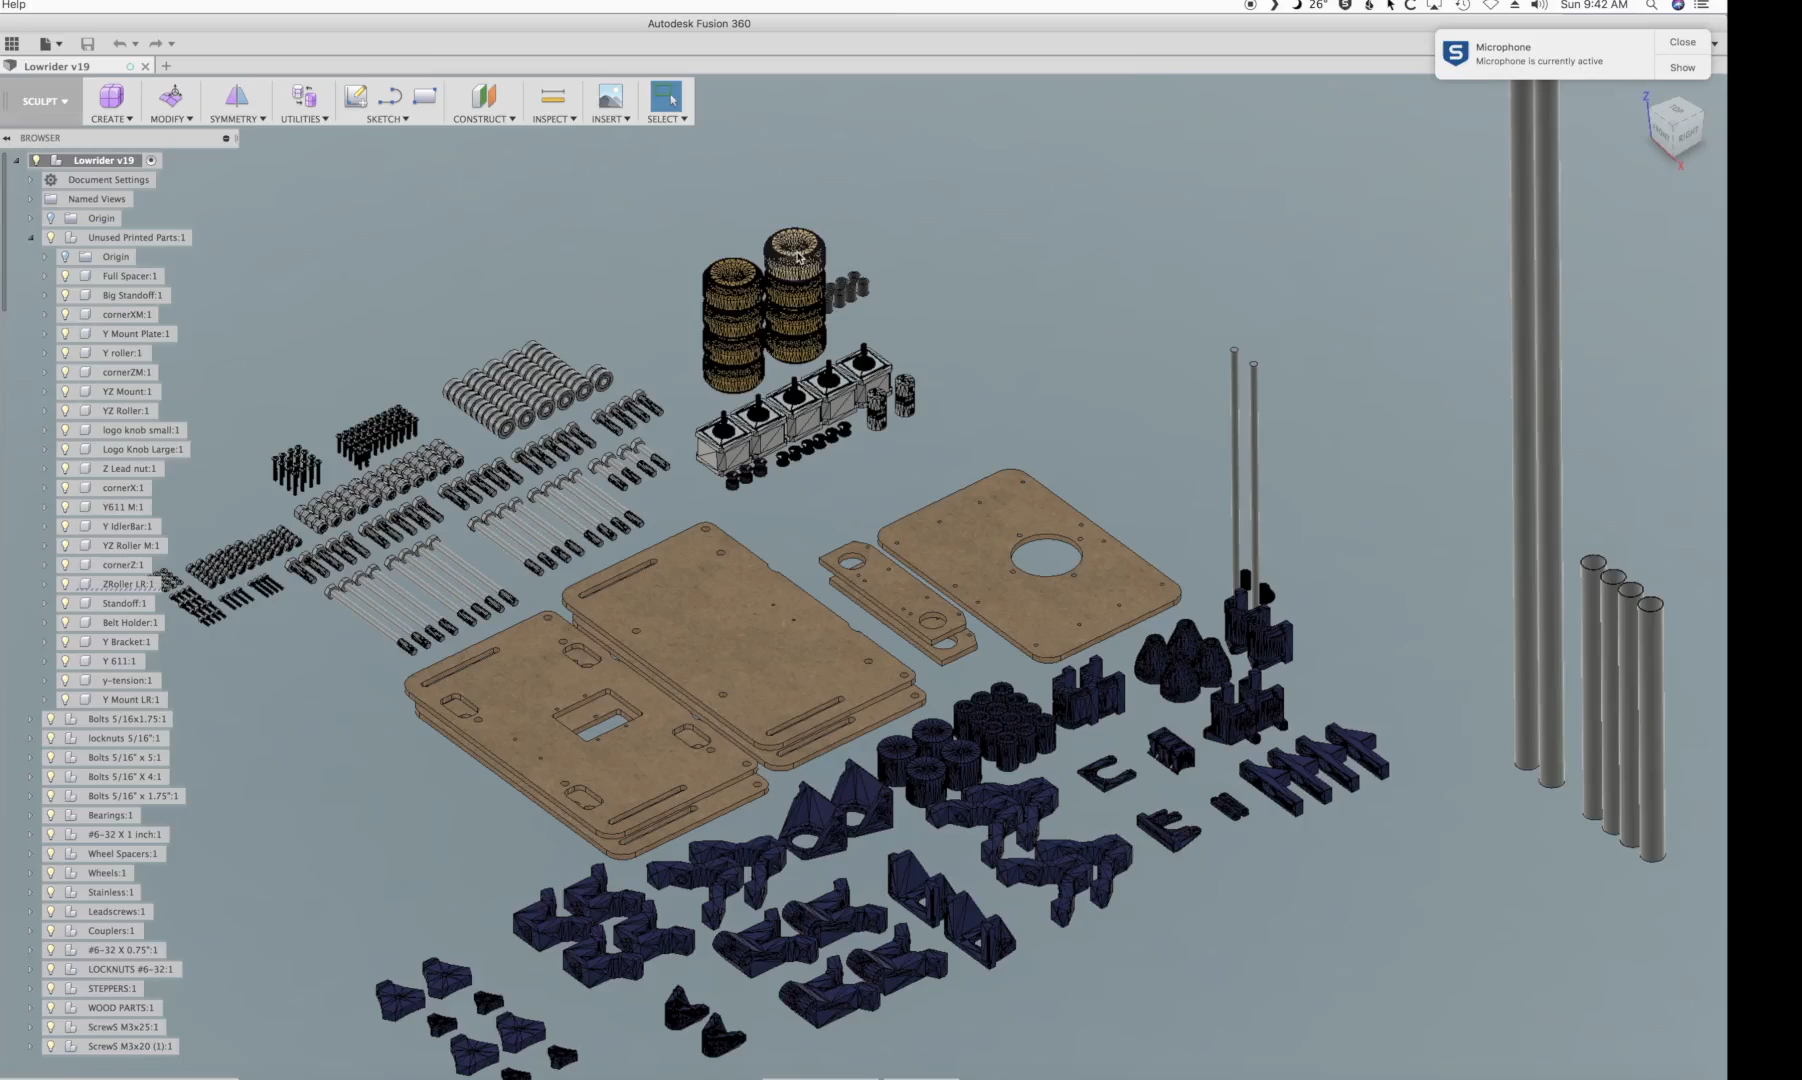 Help
26°
Sun 9:42 AM
Autodesk Fusion 360
Microphone
Microphone is currently active
Close
Show
Lowrider v19
SCULPT
CREATE
MODIFY
SYMMETRY
UTILITIES
SKETCH
CONSTRUCT
INSPECT
INSERT
SELECT
Z
TOP
FRONT
RIGHT
X
BROWSER
Lowrider v19
Document Settings
Named Views
Origin
Unused Printed Parts:1
Origin
Full Spacer:1
Big Standoff:1
cornerXM:1
Y Mount Plate:1
Y roller:1
cornerZM:1
YZ Mount:1
YZ Roller:1
logo knob small:1
Logo Knob Large:1
Z Lead nut:1
cornerX:1
Y611 M:1
Y IdlerBar:1
YZ Roller M:1
cornerZ:1
ZRoller LR:1
Standoff:1
Belt Holder:1
Y Bracket:1
Y 611:1
y-tension:1
Y Mount LR:1
Bolts 5/16x1.75:1
locknuts 5/16":1
Bolts 5/16" x 5:1
Bolts 5/16" X 4:1
Bolts 5/16" x 1.75":1
Bearings:1
#6-32 X 1 inch:1
Wheel Spacers:1
Wheels:1
Stainless:1
Leadscrews:1
Couplers:1
#6-32 X 0.75":1
LOCKNUTS #6-32:1
STEPPERS:1
WOOD PARTS:1
ScrewS M3x25:1
ScrewS M3x20 (1):1